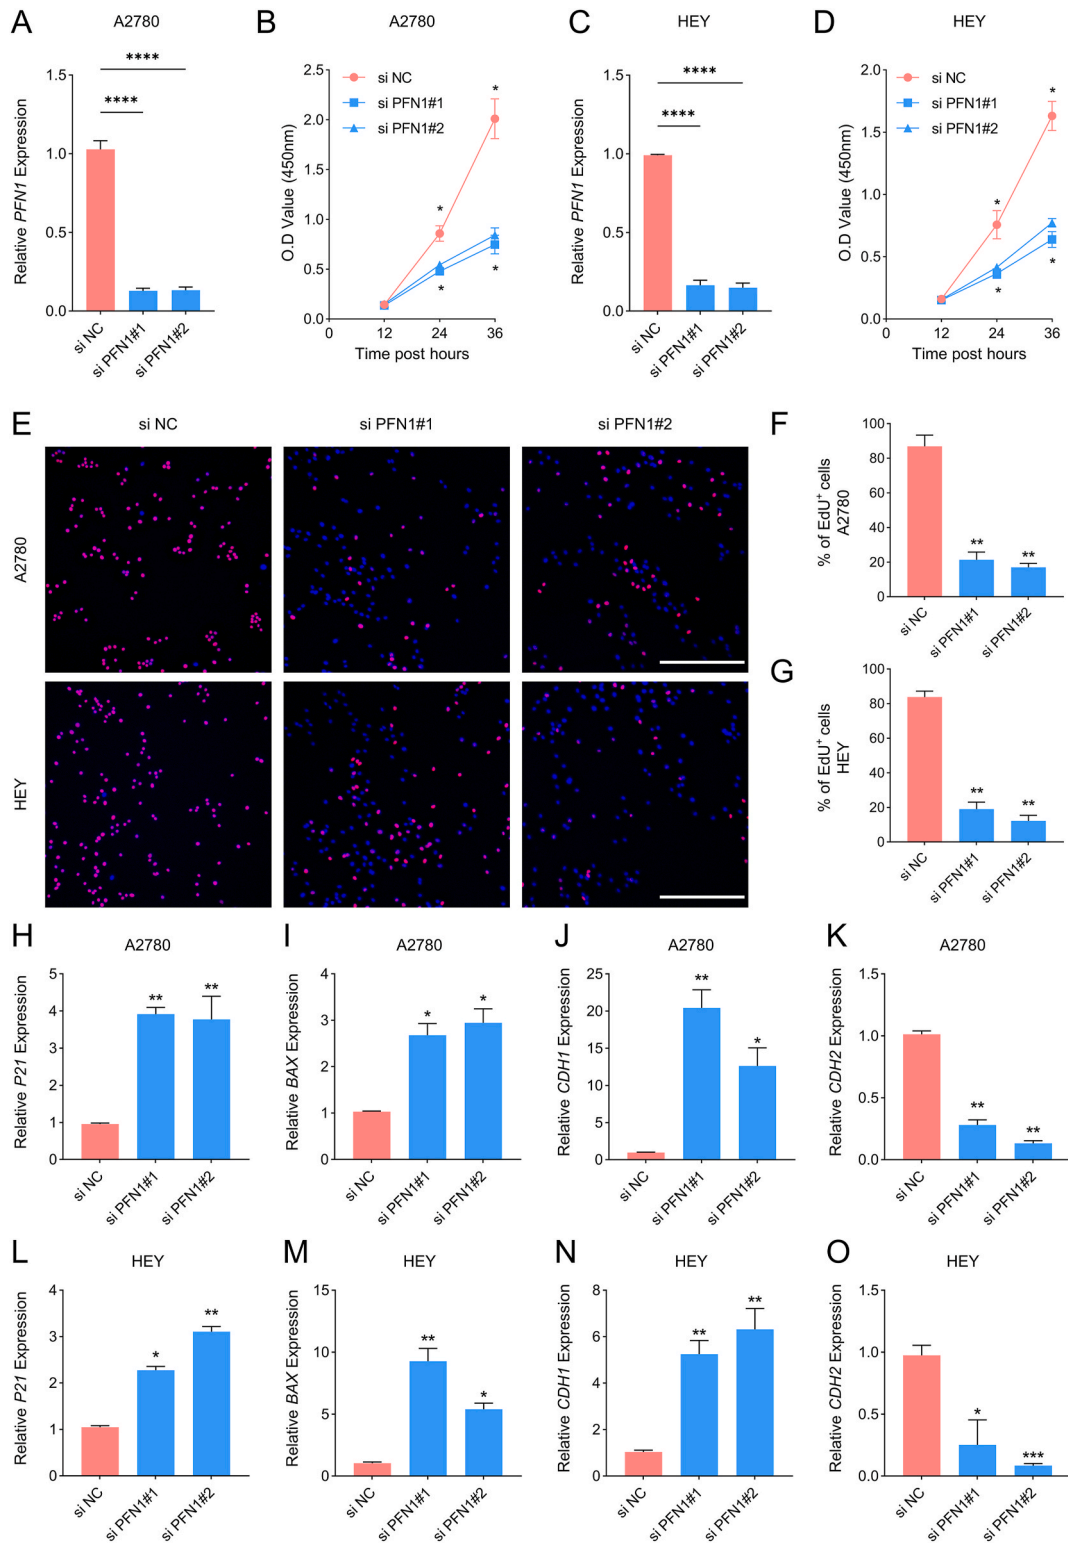 A
A2780
B
A2780
C
HEY
D
HEY
Relative PFN1 Expression
1.5
1.0
0.5
0.0
****
****
si NC
si PFN1#1
si PFN1#2
O.D Value (450nm)
2.5
2.0
1.5
1.0
0.5
0.0
0
12
24
36
Time post hours
si NC
si PFN1#1
si PFN1#2
*
*
*
*
Relative PFN1 Expression
1.5
1.0
0.5
0.0
****
****
si NC
si PFN1#1
si PFN1#2
O.D Value (450nm)
2.0
1.5
1.0
0.5
0.0
0
12
24
36
Time post hours
si NC
si PFN1#1
si PFN1#2
*
*
*
*
E
si NC
si PFN1#1
si PFN1#2
A2780
HEY
F
% of EdU⁺ cells
A2780
100
80
60
40
20
0
**
**
si NC
si PFN1#1
si PFN1#2
G
% of EdU⁺ cells
HEY
100
80
60
40
20
0
**
**
si NC
si PFN1#1
si PFN1#2
H
A2780
Relative P21 Expression
5
4
3
2
1
0
**
**
si NC
si PFN1#1
si PFN1#2
I
A2780
Relative BAX Expression
4
3
2
1
0
*
*
si NC
si PFN1#1
si PFN1#2
J
A2780
Relative CDH1 Expression
25
20
15
10
5
0
**
*
si NC
si PFN1#1
si PFN1#2
K
A2780
Relative CDH2 Expression
1.5
1.0
0.5
0.0
**
**
si NC
si PFN1#1
si PFN1#2
L
HEY
Relative P21 Expression
4
3
2
1
0
*
**
si NC
si PFN1#1
si PFN1#2
M
HEY
Relative BAX Expression
15
10
5
0
**
*
si NC
si PFN1#1
si PFN1#2
N
HEY
Relative CDH1 Expression
8
6
4
2
0
**
**
si NC
si PFN1#1
si PFN1#2
O
HEY
Relative CDH2 Expression
1.5
1.0
0.5
0.0
*
***
si NC
si PFN1#1
si PFN1#2